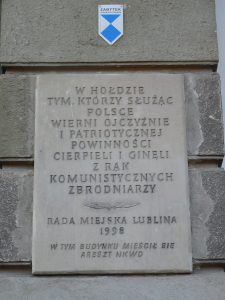 ZABYTEK
W HOŁDZIE
TYM, KTÓRZY SŁUŻĄC
POLSCE
WIERNI OJCZYŹNIE
I PATRIOTYCZNEJ
POWINNOŚCI
CIERPIELI I GINĘLI
Z RĄK
KOMUNISTYCZNYCH
ZBRODNIARZY
RADA MIEJSKA LUBLINA
1998
W TYM BUDYNKU MIEŚCIŁ SIĘ
ARESZT NKWD